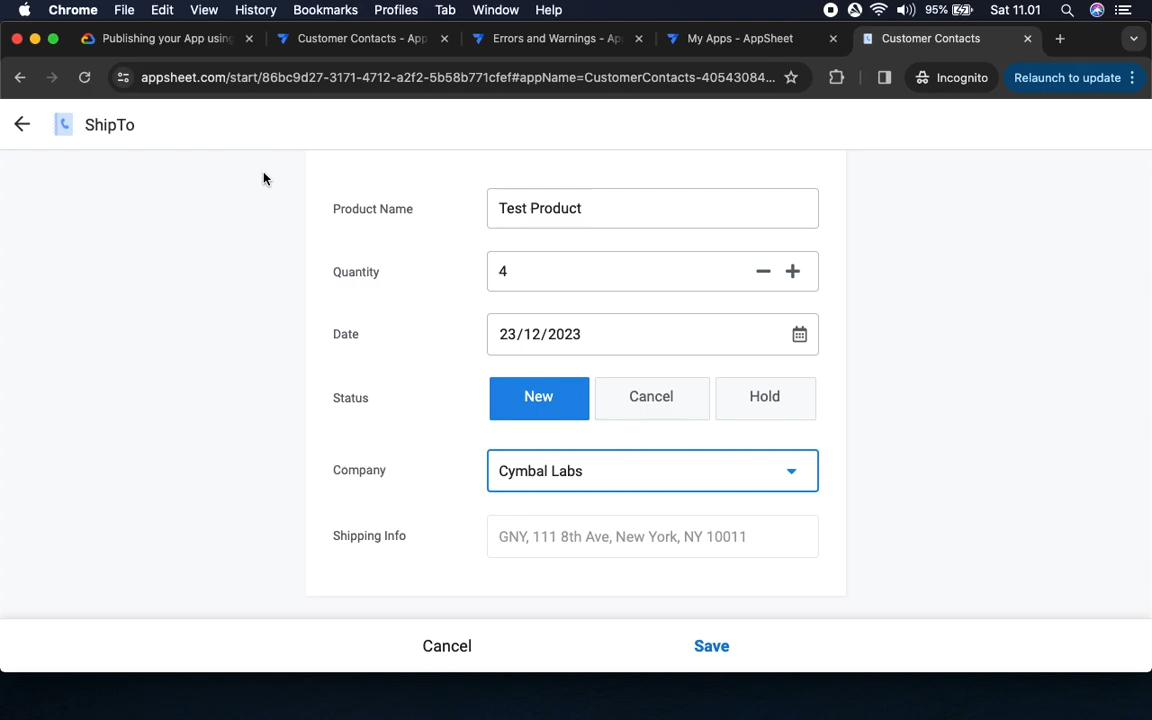 Chrome File Edit View History Bookmarks Profiles Tab Window Help 95% Sat 11.01
Publishing your App using Customer Contacts - App Errors and Warnings - Ap My Apps - AppSheet Customer Contacts
appsheet.com/start/86bc9d27-3171-4712-a2f2-5b58b771cfef#appName=CustomerContacts-40543084... Incognito Relaunch to update
ShipTo
Product Name Test Product
Quantity 4
Date 23/12/2023
Status New Cancel Hold
Company Cymbal Labs
Shipping Info GNY, 111 8th Ave, New York, NY 10011
Cancel Save